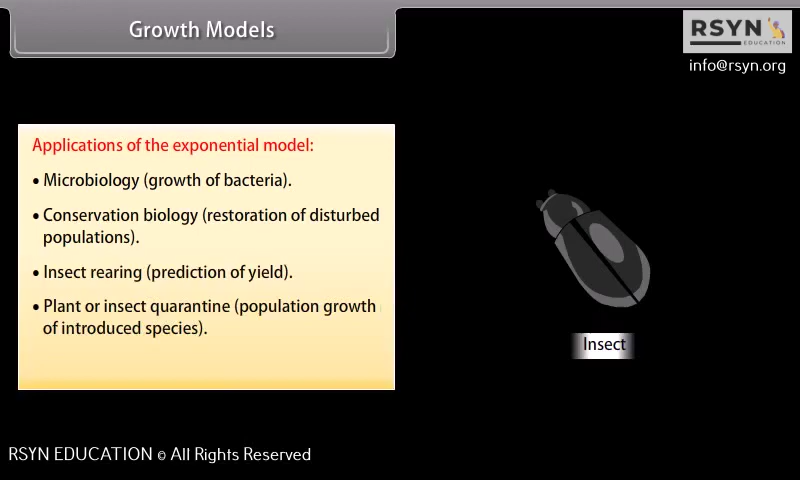 Growth Models
RSYN
EDUCATION
info@rsyn.org
Applications of the exponential model:
• Microbiology (growth of bacteria).
• Conservation biology (restoration of disturbed
populations).
• Insect rearing (prediction of yield).
• Plant or insect quarantine (population growth
of introduced species).
Insect
RSYN EDUCATION © All Rights Reserved